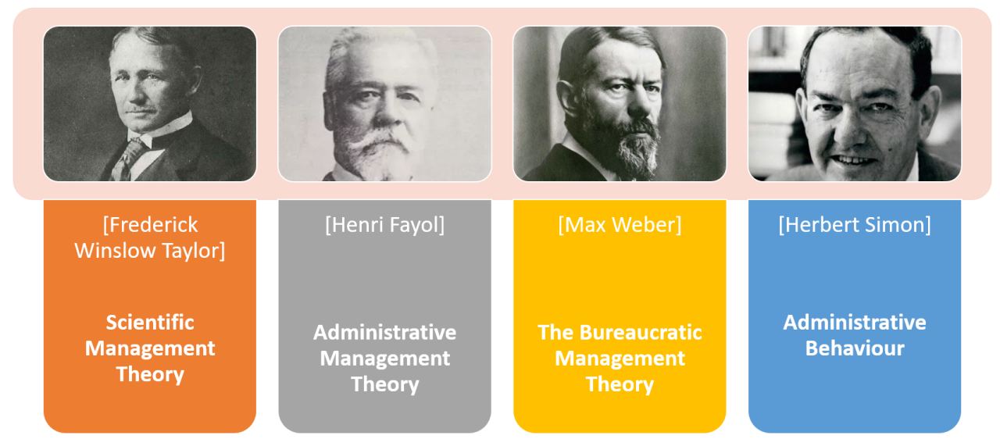 [Frederick
Winslow Taylor]
Scientific
Management
Theory
[Henri Fayol]
Administrative
Management
Theory
[Max Weber]
The Bureaucratic
Management
Theory
[Herbert Simon]
Administrative
Behaviour